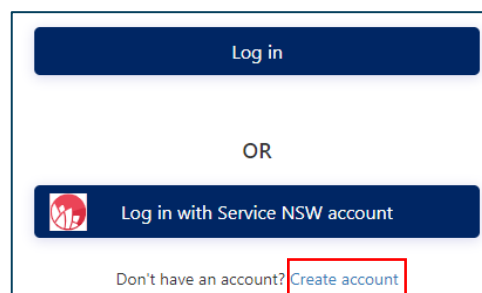 Log in
OR
Log in with Service NSW account
Don't have an account? Create account